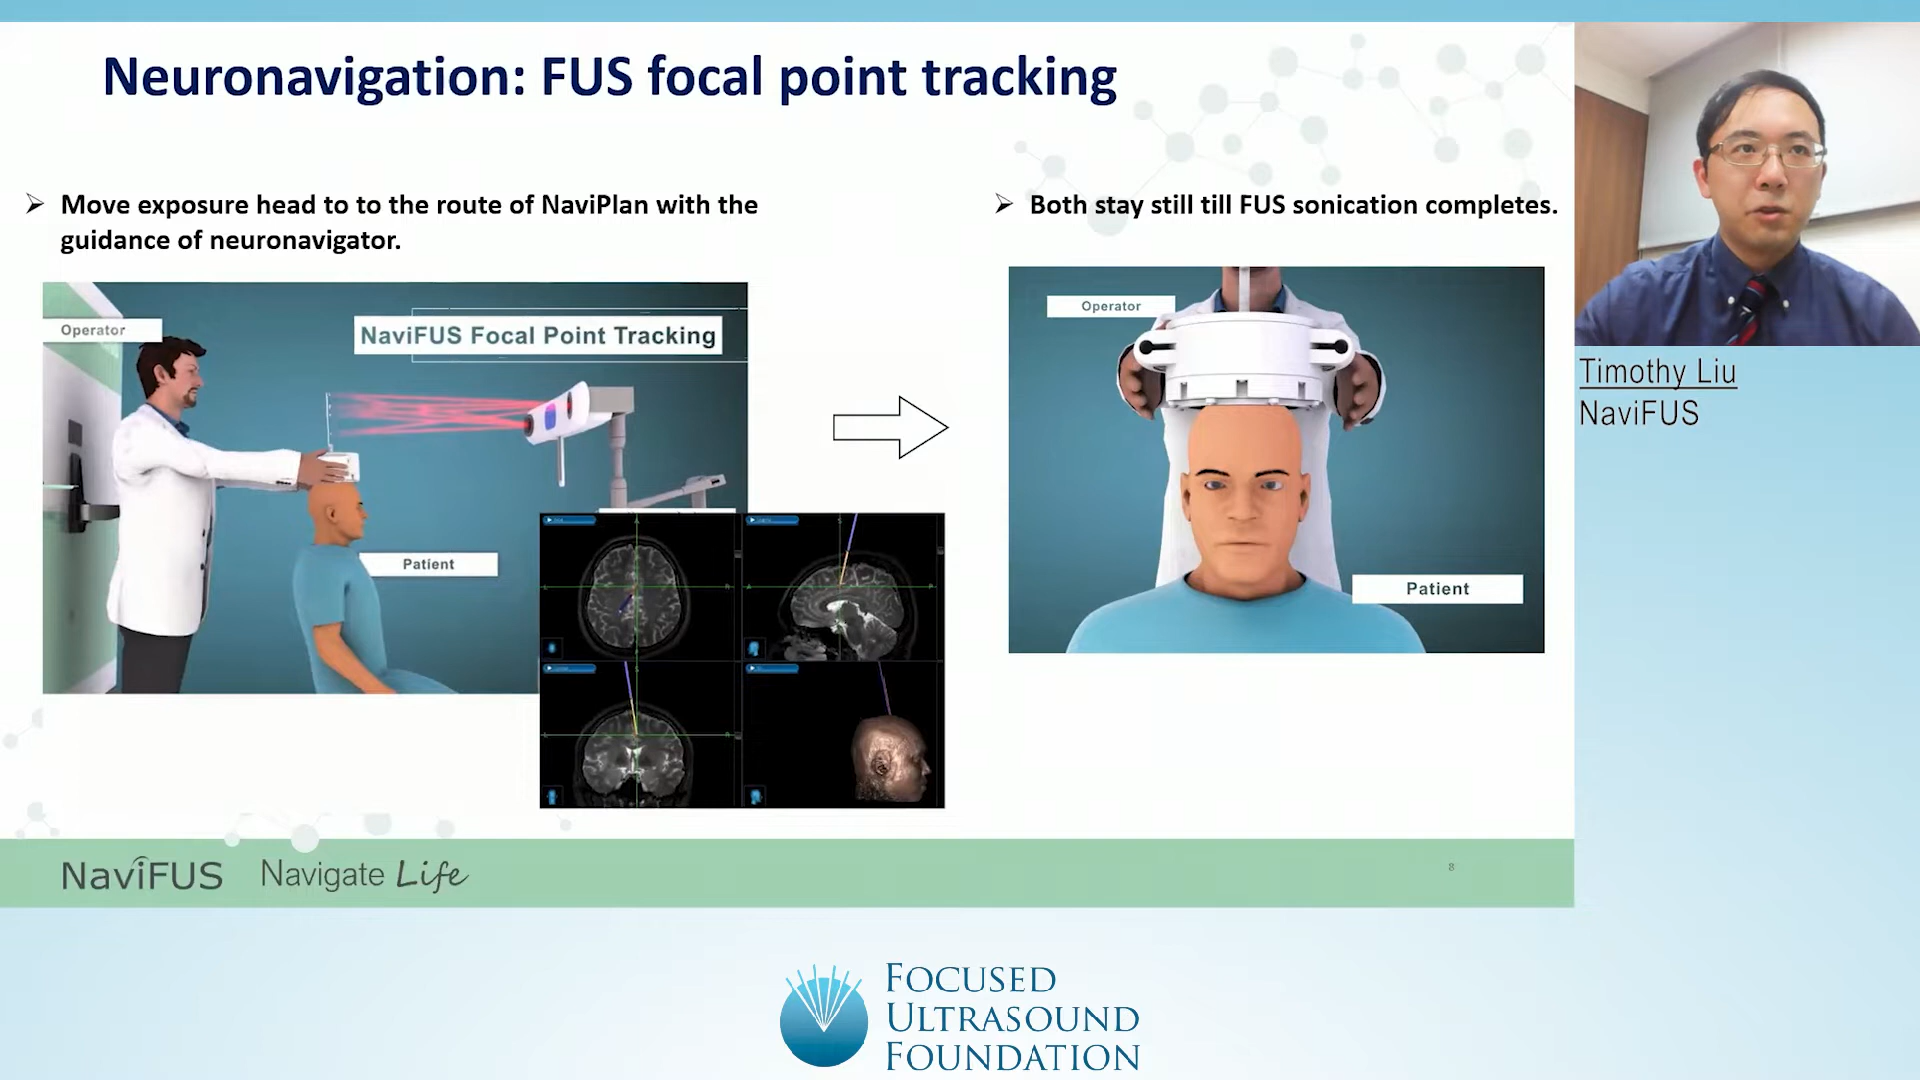 Neuronavigation: FUS focal point tracking
Move exposure head to to the route of NaviPlan with the
guidance of neuronavigator.
Operator
NaviFUS Focal Point Tracking
Patient
Both stay still till FUS sonication completes.
Operator
Patient
Timothy Liu
NaviFUS
NaviFUS Navigate Life
8
FOCUSED
ULTRASOUND
FOUNDATION